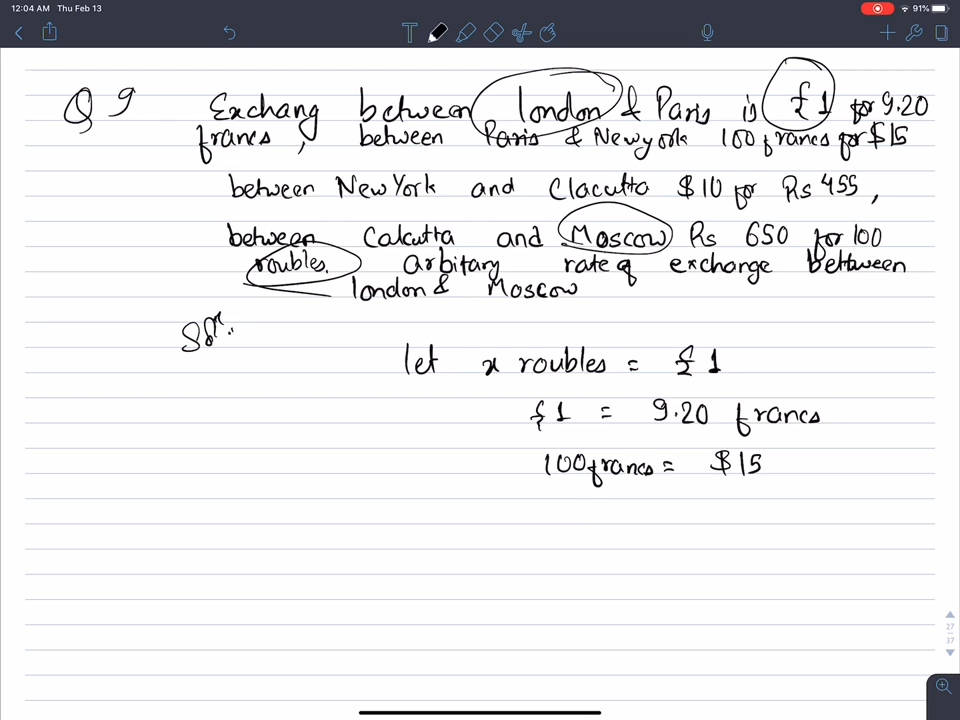 12:04 AM Thu Feb 13
91%
Q 9 Exchang between london & Paris is £1 for 9.20
francs, between Paris & Newyork 100 francs for $15
between New York and Clacutta $10 for Rs 455,
between Calcutta and Moscow Rs 650 for 100
roubles. arbitary rate of exchange between
london & Moscow
Solⁿ.
let x roubles = £1
£1 = 9.20 francs
100 francs = $15
27
37